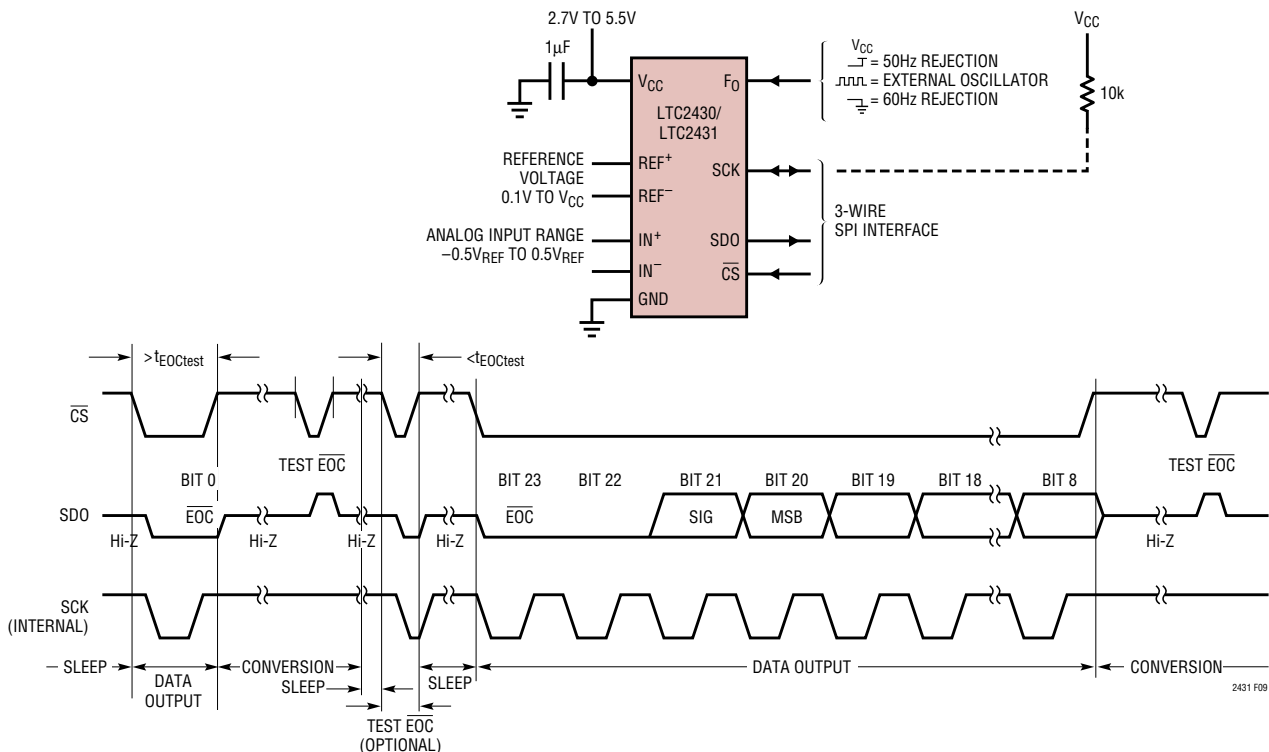 2.7V TO 5.5V
1µF
VCC
FO
LTC2430/
LTC2431
REF+
SCK
REF−
IN+
SDO
IN−
CS
GND
REFERENCE
VOLTAGE
0.1V TO VCC
ANALOG INPUT RANGE
−0.5VREF TO 0.5VREF
VCC
= 50Hz REJECTION
= EXTERNAL OSCILLATOR
= 60Hz REJECTION
VCC
10k
3-WIRE
SPI INTERFACE
>tEOCtest
<tEOCtest
CS
TEST EOC
TEST EOC
BIT 0
BIT 23
BIT 22
BIT 21
BIT 20
BIT 19
BIT 18
BIT 8
SDO
EOC
EOC
SIG
MSB
Hi-Z
Hi-Z
Hi-Z
Hi-Z
Hi-Z
SCK
(INTERNAL)
SLEEP
DATA
OUTPUT
CONVERSION
SLEEP
TEST EOC
(OPTIONAL)
SLEEP
DATA OUTPUT
CONVERSION
2431 F09